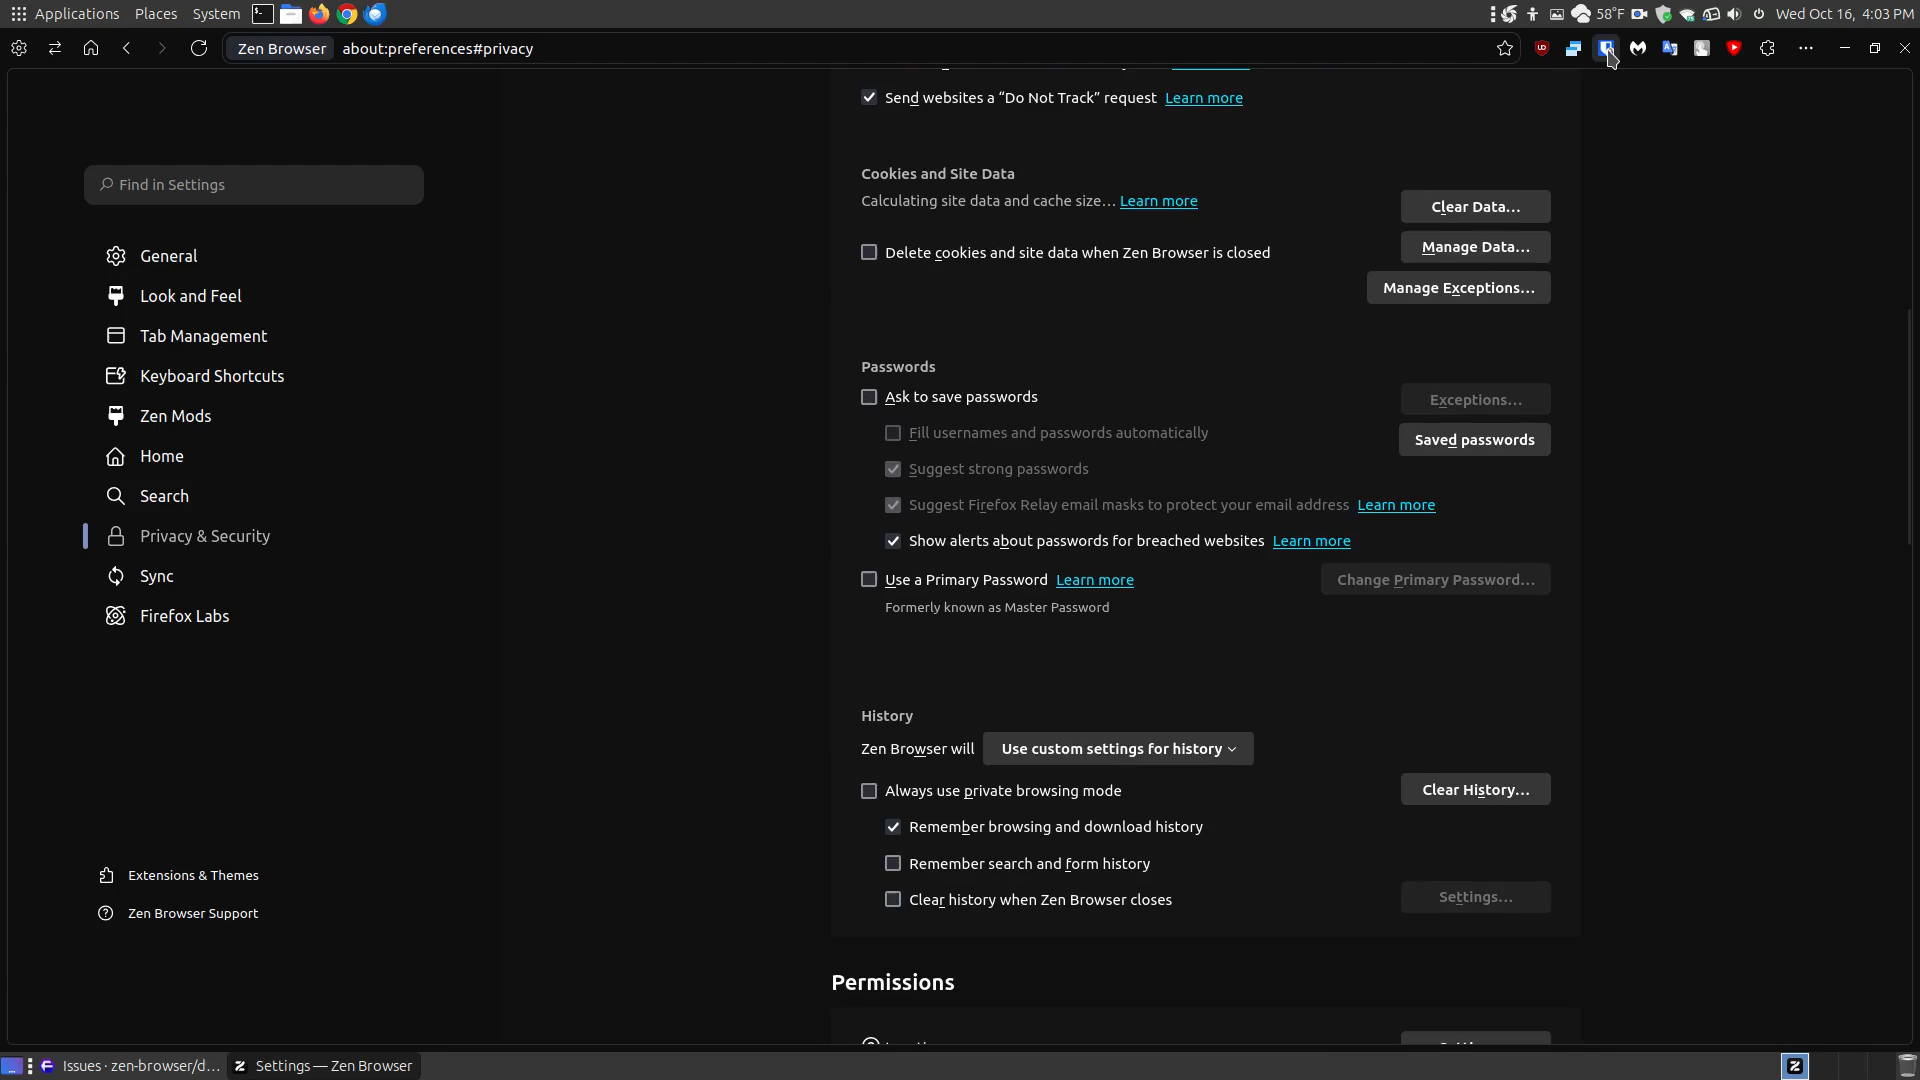 Applications Places System 58°F Wed Oct 16, 4:03 PM
Zen Browser about:preferences#privacy
Send websites a “Do Not Track” request Learn more
Find in Settings
General
Look and Feel
Tab Management
Keyboard Shortcuts
Zen Mods
Home
Search
Privacy & Security
Sync
Firefox Labs
Extensions & Themes
Zen Browser Support
Cookies and Site Data
Calculating site data and cache size… Learn more
Clear Data…
Delete cookies and site data when Zen Browser is closed
Manage Data…
Manage Exceptions…
Passwords
Ask to save passwords
Exceptions…
Fill usernames and passwords automatically
Saved passwords
Suggest strong passwords
Suggest Firefox Relay email masks to protect your email address Learn more
Show alerts about passwords for breached websites Learn more
Use a Primary Password Learn more
Change Primary Password…
Formerly known as Master Password
History
Zen Browser will Use custom settings for history
Always use private browsing mode
Clear History…
Remember browsing and download history
Remember search and form history
Clear history when Zen Browser closes
Settings…
Permissions
Issues · zen-browser/d… Settings — Zen Browser